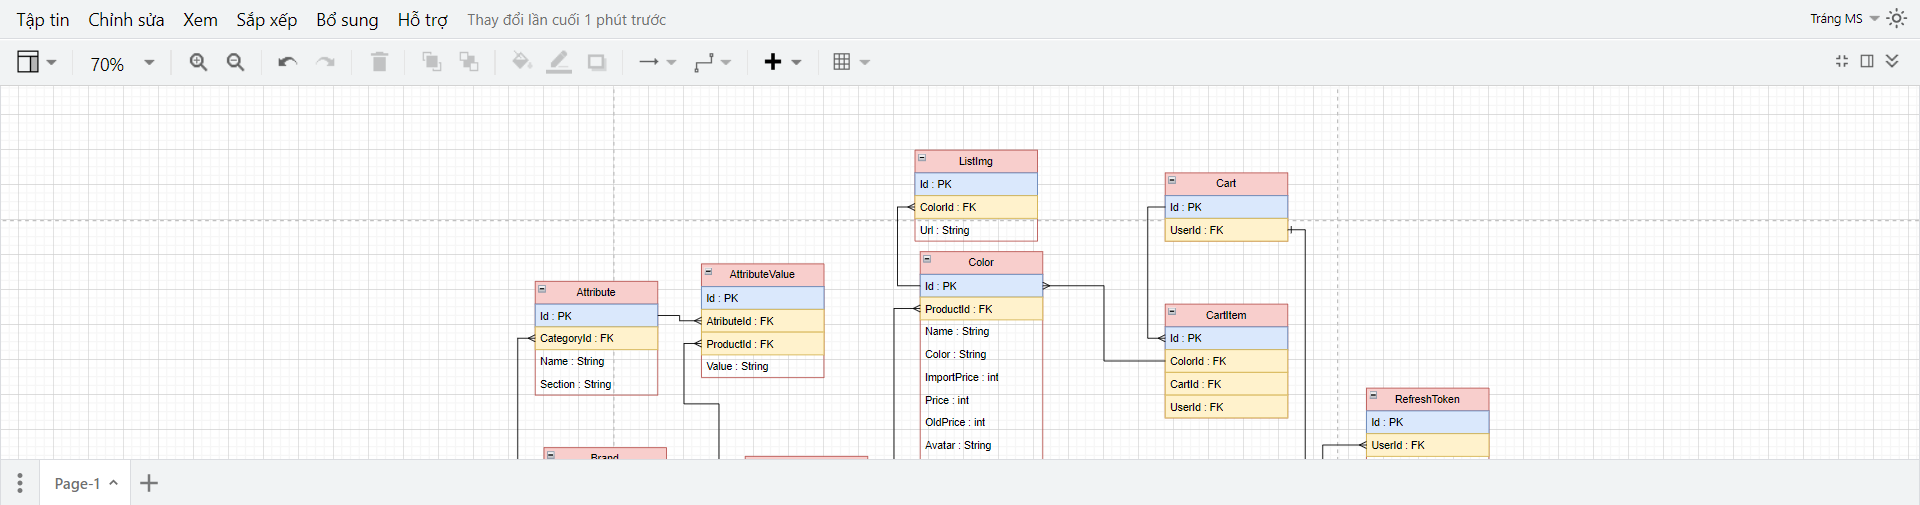 Tập tin Chỉnh sửa Xem Sắp xếp Bổ sung Hỗ trợ Thay đổi lần cuối 1 phút trước
Tráng MS
70%
ListImg
Id : PK
ColorId : FK
Url : String
Cart
Id : PK
UserId : FK
Color
Id : PK
ProductId : FK
Name : String
Color : String
ImportPrice : int
Price : int
OldPrice : int
Avatar : String
AttributeValue
Id : PK
AtributeId : FK
ProductId : FK
Value : String
Attribute
Id : PK
CategoryId : FK
Name : String
Section : String
CartItem
Id : PK
ColorId : FK
CartId : FK
UserId : FK
RefreshToken
Id : PK
UserId : FK
Brand
Page-1